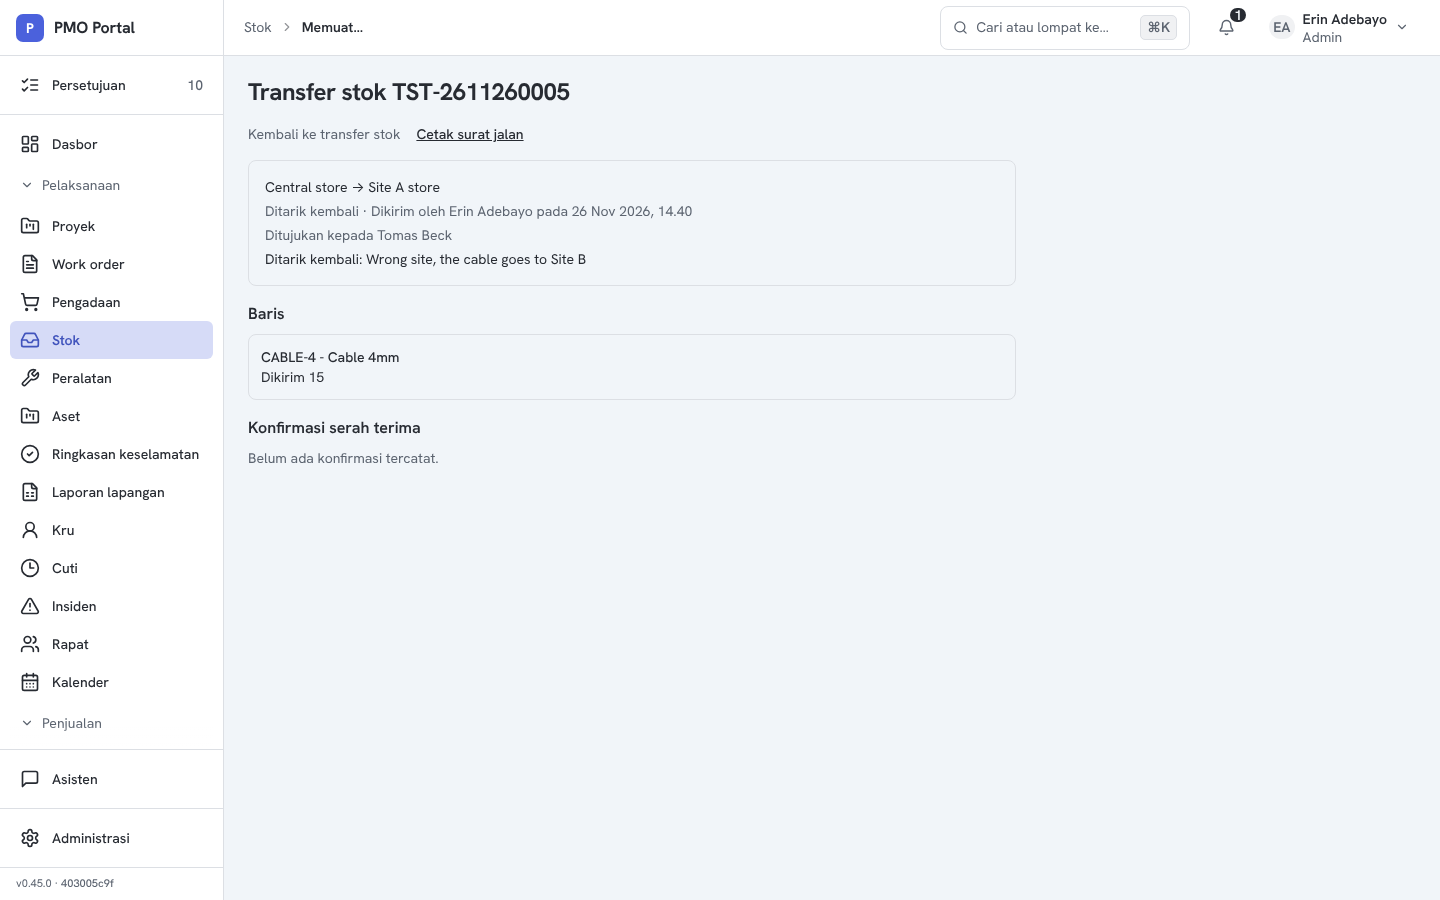 P PMO Portal
Stok > Memuat...
Cari atau lompat ke... ⌘K
1
EA
Erin Adebayo
Admin
Persetujuan 10
Dasbor
Pelaksanaan
Proyek
Work order
Pengadaan
Stok
Peralatan
Aset
Ringkasan keselamatan
Laporan lapangan
Kru
Cuti
Insiden
Rapat
Kalender
Penjualan
Asisten
Administrasi
v0.45.0 · 403005c9f
Transfer stok TST-2611260005
Kembali ke transfer stok Cetak surat jalan
Central store → Site A store
Ditarik kembali · Dikirim oleh Erin Adebayo pada 26 Nov 2026, 14.40
Ditujukan kepada Tomas Beck
Ditarik kembali: Wrong site, the cable goes to Site B
Baris
CABLE-4 - Cable 4mm
Dikirim 15
Konfirmasi serah terima
Belum ada konfirmasi tercatat.